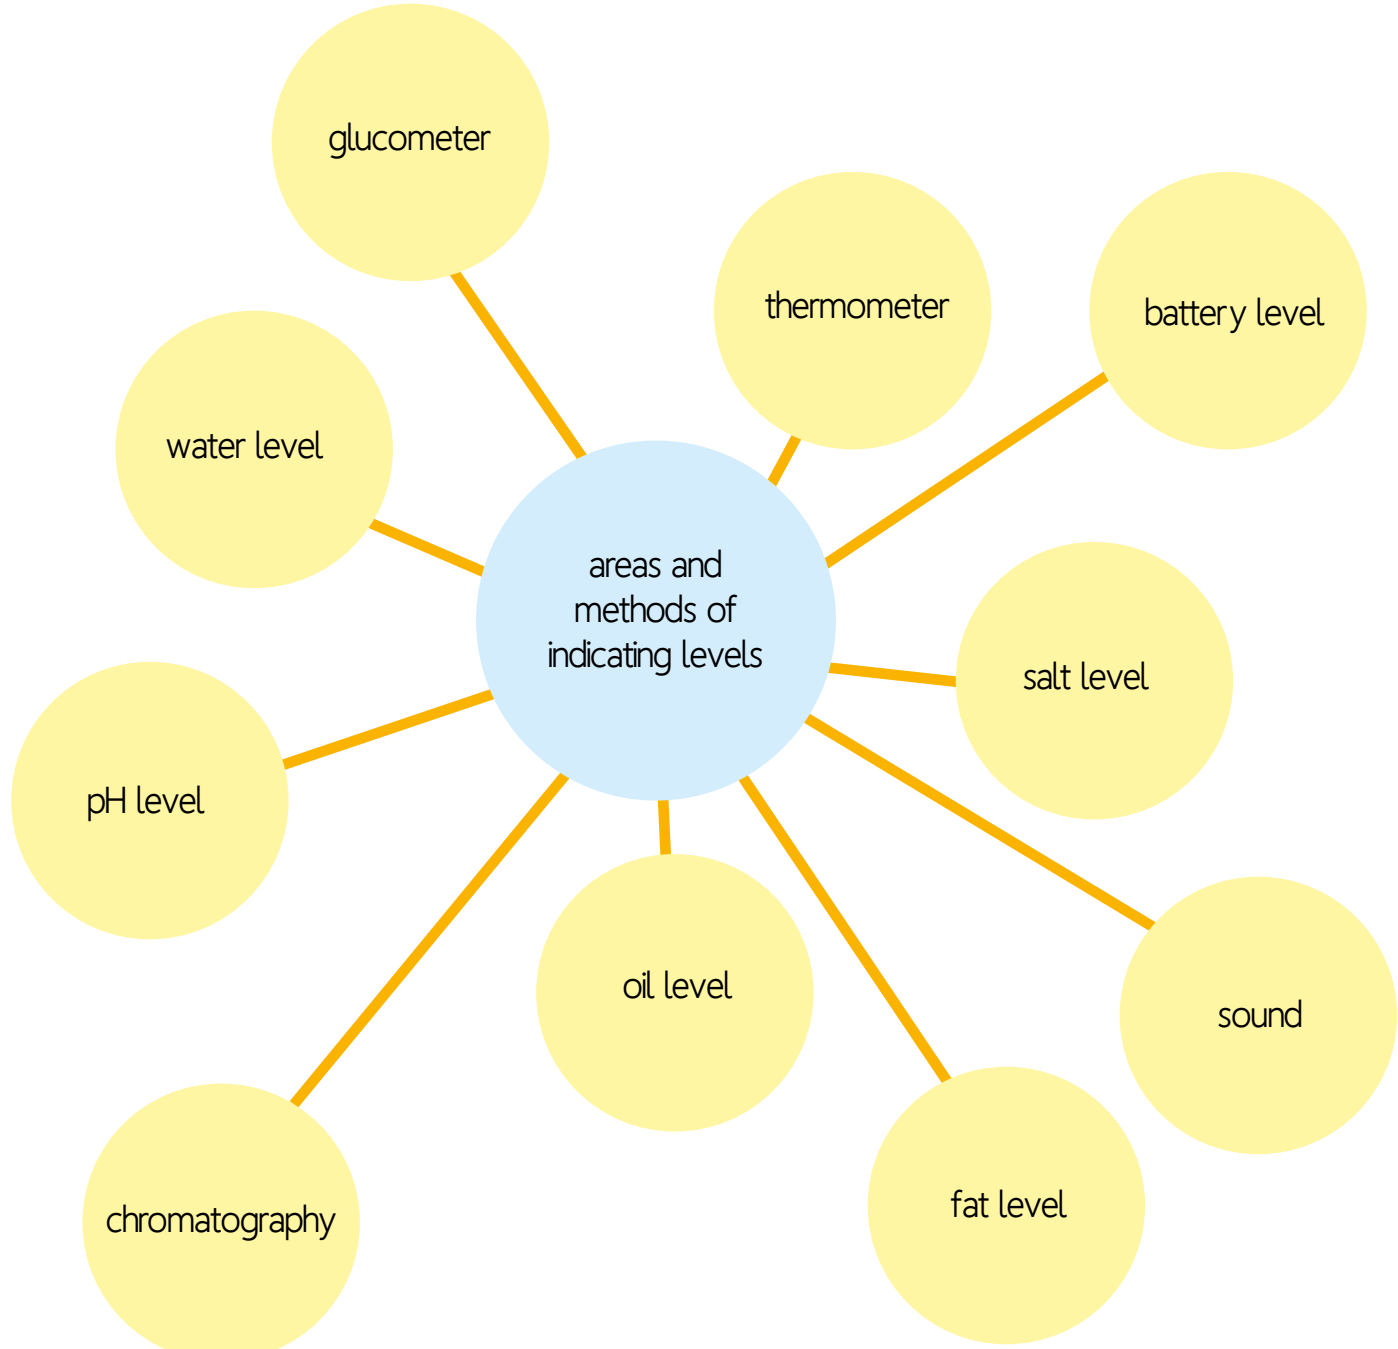 glucometer
thermometer
battery level
water level
areas and
methods of
indicating levels
salt level
pH level
oil level
sound
fat level
chromatography